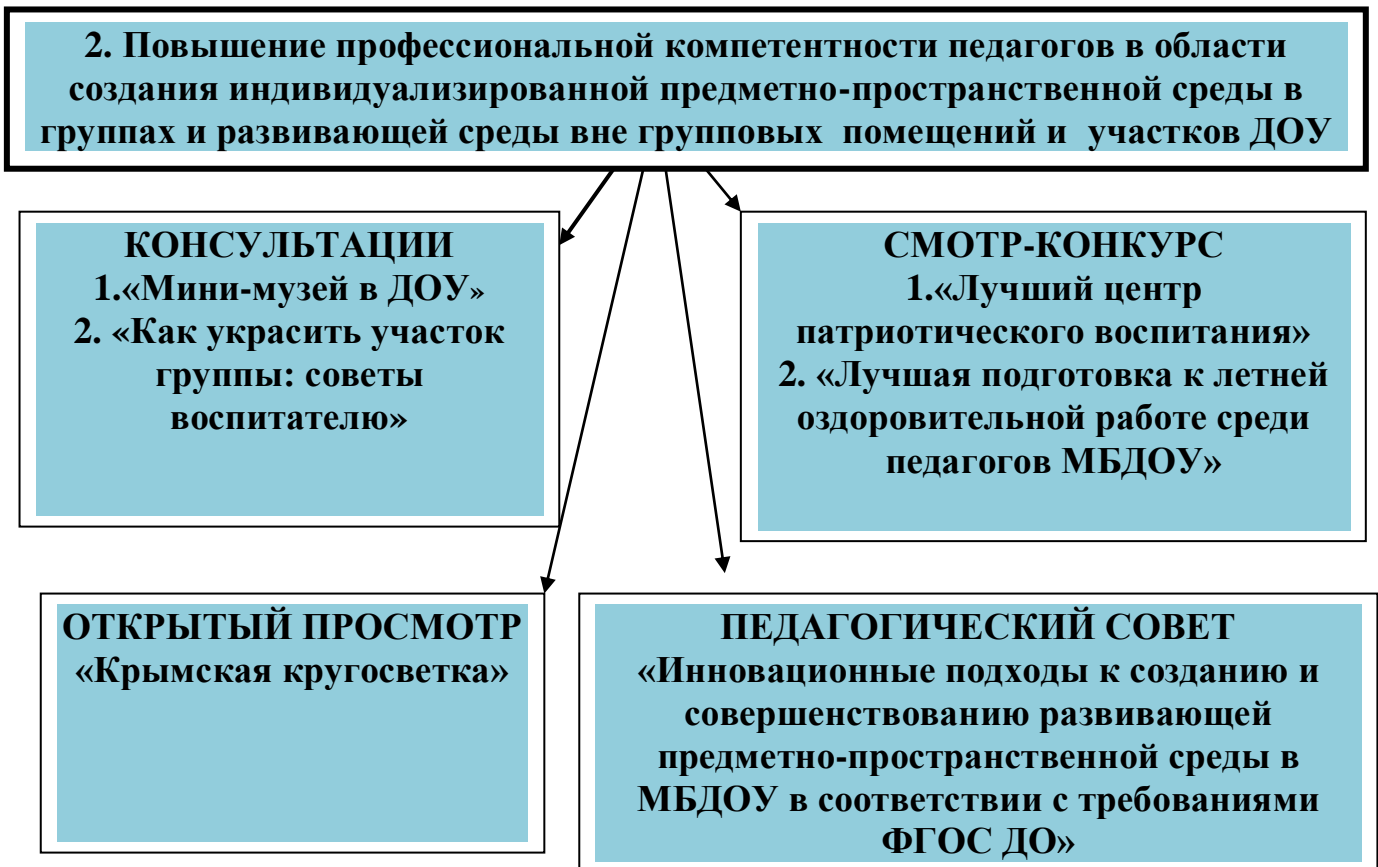 2. Повышение профессиональной компетентности педагогов в области
создания индивидуализированной предметно-пространственной среды в
группах и развивающей среды вне групповых помещений и участков ДОУ
КОНСУЛЬТАЦИИ
1.«Мини-музей в ДОУ»
2. «Как украсить участок
группы: советы
воспитателю»
СМОТР-КОНКУРС
1.«Лучший центр
патриотического воспитания»
2. «Лучшая подготовка к летней
оздоровительной работе среди
педагогов МБДОУ»
ОТКРЫТЫЙ ПРОСМОТР
«Крымская кругосветка»
ПЕДАГОГИЧЕСКИЙ СОВЕТ
«Инновационные подходы к созданию и
совершенствованию развивающей
предметно-пространственной среды в
МБДОУ в соответствии с требованиями
ФГОС ДО»